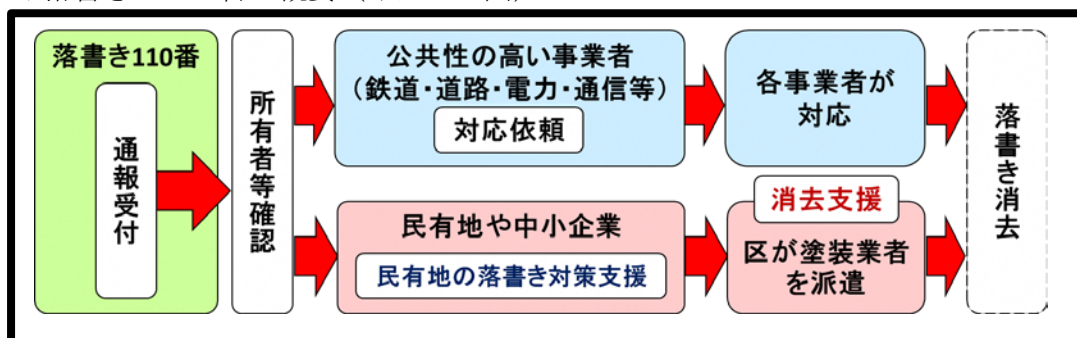 落書き110番
通報受付
所有者等確認
公共性の高い事業者
(鉄道・道路・電力・通信等)
対応依頼
各事業者が
対応
民有地や中小企業
民有地の落書き対策支援
消去支援
区が塗装業者
を派遣
落書き消去